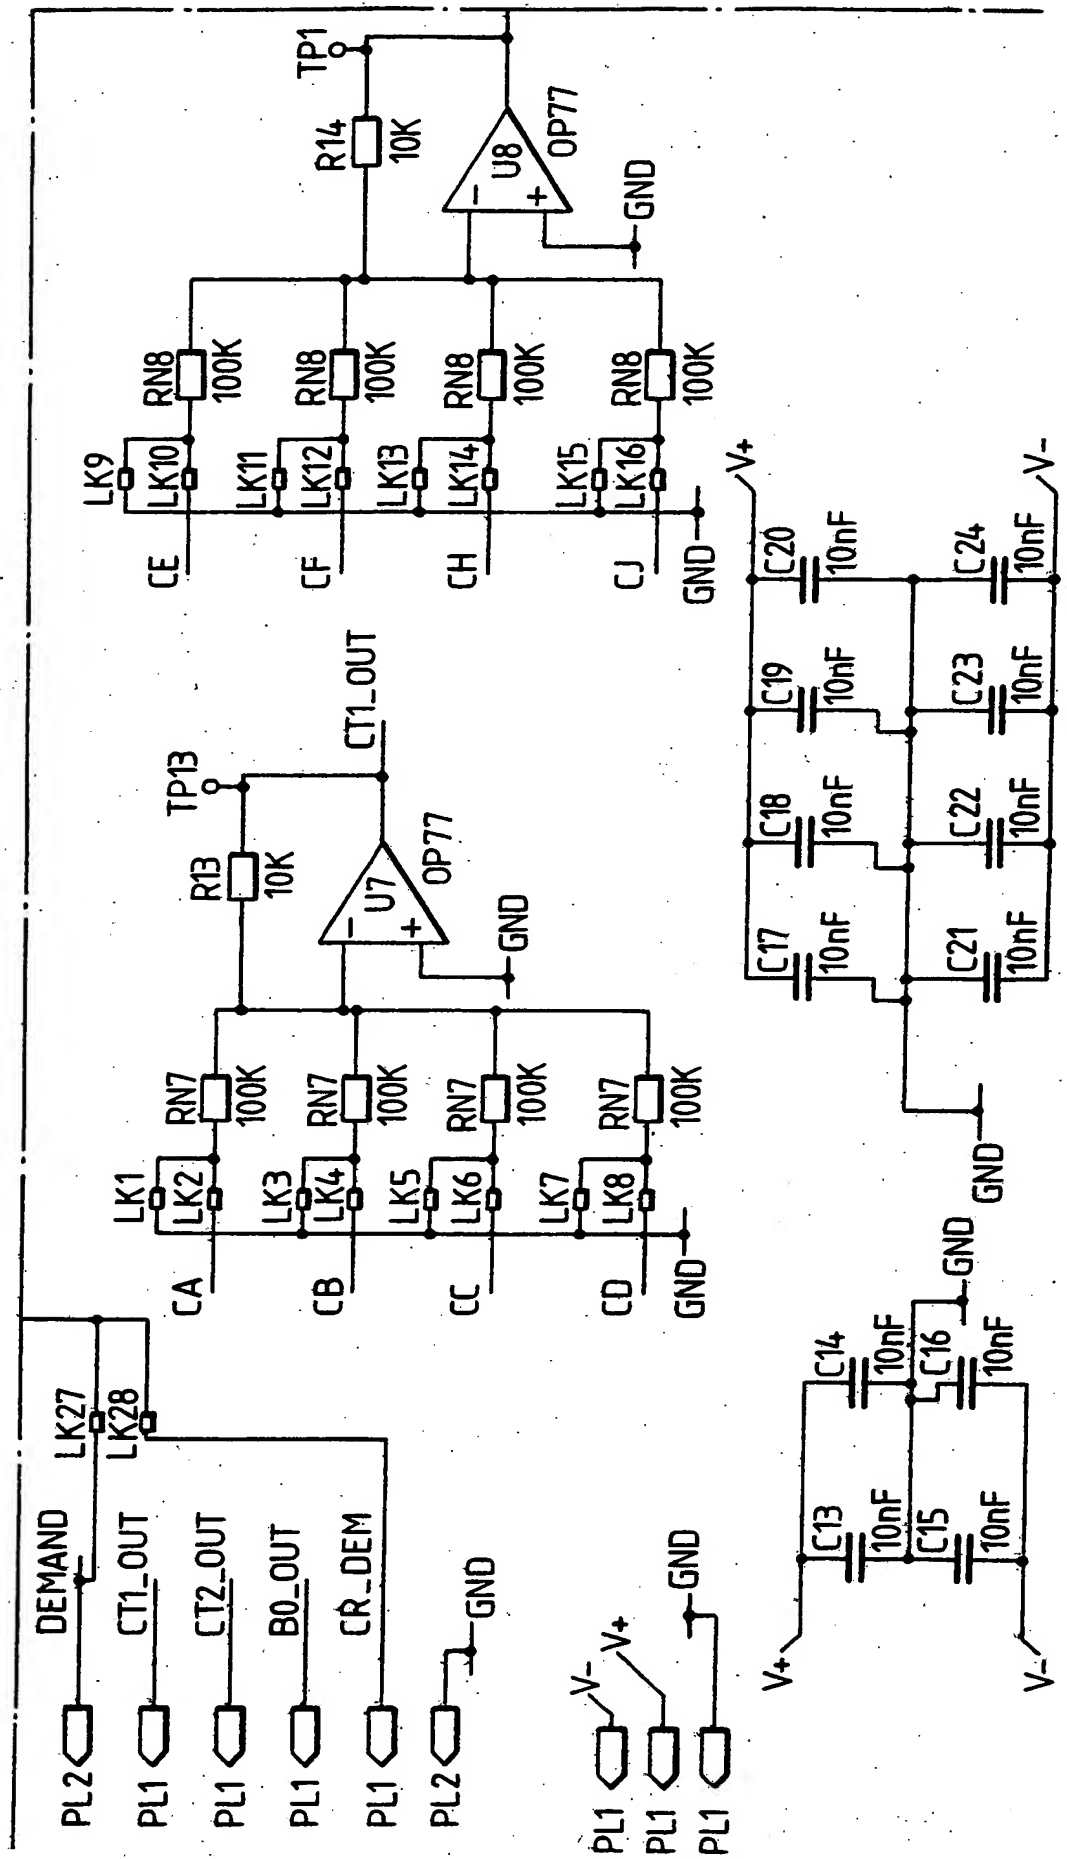 TP1
R14
10K
U8
OP77
−
+
GND
LK9
LK10
RN8
100K
CE
LK11
LK12
RN8
100K
CF
LK13
LK14
RN8
100K
CH
LK15
LK16
RN8
100K
CJ
GND
TP13
R13
10K
CT1_OUT
U7
OP77
−
+
GND
LK1
LK2
RN7
100K
CA
LK3
LK4
RN7
100K
CB
LK5
LK6
RN7
100K
CC
LK7
LK8
RN7
100K
CD
GND
V+
C20
10nF
C19
10nF
C18
10nF
C17
10nF
V-
C24
10nF
C23
10nF
C22
10nF
C21
10nF
GND
LK27
LK28
PL2
DEMAND
PL1
CT1_OUT
PL1
CT2_OUT
PL1
B0_OUT
PL1
CR_DEM
PL2
GND
PL1
V-
PL1
V+
PL1
GND
V+
C13
10nF
C14
10nF
GND
V-
C15
10nF
C16
10nF